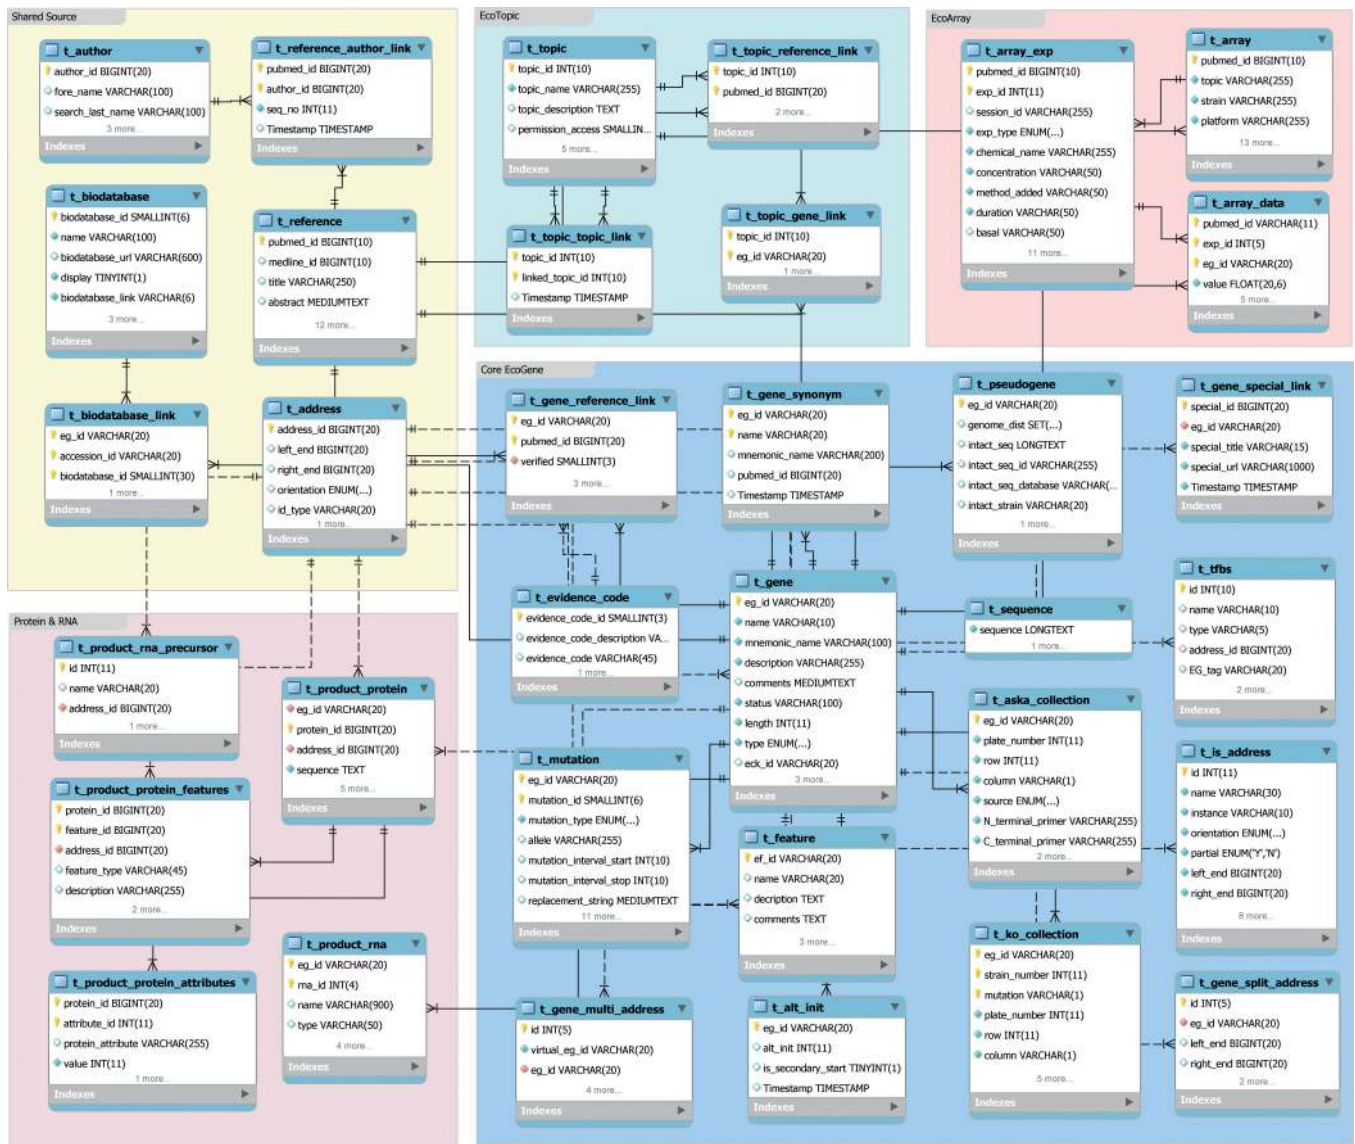 Shared Source
t_author
author_id BIGINT(20)
fore_name VARCHAR(100)
search_last_name VARCHAR(100)
3 more...
Indexes
t_reference_author_link
pubmed_id BIGINT(20)
author_id BIGINT(20)
seq_no INT(11)
Timestamp TIMESTAMP
Indexes
t_biodatabase
biodatabase_id SMALLINT(6)
name VARCHAR(100)
biodatabase_url VARCHAR(600)
display TINYINT(1)
biodatabase_link VARCHAR(6)
3 more...
Indexes
t_reference
pubmed_id BIGINT(10)
medline_id BIGINT(10)
title VARCHAR(250)
abstract MEDIUMTEXT
12 more...
Indexes
t_biodatabase_link
eg_id VARCHAR(20)
accession_id VARCHAR(20)
biodatabase_id SMALLINT(30)
1 more...
Indexes
t_address
address_id BIGINT(20)
left_end BIGINT(20)
right_end BIGINT(20)
orientation ENUM(...)
id_type VARCHAR(20)
1 more...
Indexes
EcoTopic
t_topic
topic_id INT(10)
topic_name VARCHAR(255)
topic_description TEXT
permission_access SMALLIN...
5 more...
Indexes
t_topic_reference_link
topic_id INT(10)
pubmed_id BIGINT(20)
2 more...
Indexes
t_topic_topic_link
topic_id INT(10)
linked_topic_id INT(10)
Timestamp TIMESTAMP
Indexes
t_topic_gene_link
topic_id INT(10)
eg_id VARCHAR(20)
1 more...
Indexes
EcoArray
t_array_exp
pubmed_id BIGINT(10)
exp_id INT(11)
session_id VARCHAR(255)
exp_type ENUM(...)
chemical_name VARCHAR(255)
concentration VARCHAR(50)
method_added VARCHAR(50)
duration VARCHAR(50)
basal VARCHAR(50)
11 more...
Indexes
t_array
pubmed_id BIGINT(10)
topic VARCHAR(255)
strain VARCHAR(255)
platform VARCHAR(255)
13 more...
Indexes
t_array_data
pubmed_id VARCHAR(11)
exp_id INT(5)
eg_id VARCHAR(20)
value FLOAT(20,6)
5 more...
Indexes
Core EcoGene
t_gene_reference_link
eg_id VARCHAR(20)
pubmed_id BIGINT(20)
verified SMALLINT(3)
3 more...
Indexes
t_gene_synonym
eg_id VARCHAR(20)
name VARCHAR(20)
mnemonic_name VARCHAR(200)
pubmed_id BIGINT(20)
Timestamp TIMESTAMP
Indexes
t_pseudogene
eg_id VARCHAR(20)
genome_dist SET(...)
intact_seq LONGTEXT
intact_seq_id VARCHAR(255)
intact_seq_database VARCHAR(...
intact_strain VARCHAR(20)
1 more...
Indexes
t_gene_special_link
special_id BIGINT(20)
eg_id VARCHAR(20)
special_title VARCHAR(15)
special_url VARCHAR(1000)
Timestamp TIMESTAMP
Indexes
t_evidence_code
evidence_code_id SMALLINT(3)
evidence_code_description VA...
evidence_code VARCHAR(45)
1 more...
Indexes
t_gene
eg_id VARCHAR(20)
name VARCHAR(10)
mnemonic_name VARCHAR(100)
description VARCHAR(255)
comments MEDIUMTEXT
status VARCHAR(100)
length INT(11)
type ENUM(...)
eck_id VARCHAR(20)
3 more...
Indexes
t_sequence
sequence LONGTEXT
1 more...
Indexes
t_tfbs
id INT(10)
name VARCHAR(10)
type VARCHAR(5)
address_id BIGINT(20)
EG_tag VARCHAR(20)
2 more...
Indexes
t_aska_collection
eg_id VARCHAR(20)
plate_number INT(11)
row INT(11)
column VARCHAR(1)
source ENUM(...)
N_terminal_primer VARCHAR(255)
C_terminal_primer VARCHAR(255)
2 more...
Indexes
t_is_address
id INT(11)
name VARCHAR(30)
instance VARCHAR(10)
orientation ENUM(...)
partial ENUM('Y','N')
left_end BIGINT(20)
right_end BIGINT(20)
8 more...
Indexes
t_mutation
eg_id VARCHAR(20)
mutation_id SMALLINT(6)
mutation_type ENUM(...)
allele VARCHAR(255)
mutation_interval_start INT(10)
mutation_interval_stop INT(10)
replacement_string MEDIUMTEXT
11 more...
Indexes
t_feature
ef_id VARCHAR(20)
name VARCHAR(20)
decription TEXT
comments TEXT
3 more...
Indexes
t_ko_collection
eg_id VARCHAR(20)
strain_number INT(11)
mutation VARCHAR(1)
plate_number INT(11)
row INT(11)
column VARCHAR(1)
5 more...
Indexes
t_gene_split_address
id INT(5)
eg_id VARCHAR(20)
left_end BIGINT(20)
right_end BIGINT(20)
2 more...
Indexes
t_gene_multi_address
id INT(5)
virtual_eg_id VARCHAR(20)
eg_id VARCHAR(20)
4 more...
Indexes
t_alt_init
eg_id VARCHAR(20)
alt_init INT(11)
is_secondary_start TINYINT(1)
Timestamp TIMESTAMP
Indexes
Protein & RNA
t_product_rna_precursor
id INT(11)
name VARCHAR(20)
address_id BIGINT(20)
1 more...
Indexes
t_product_protein
eg_id VARCHAR(20)
protein_id BIGINT(20)
address_id BIGINT(20)
sequence TEXT
5 more...
Indexes
t_product_protein_features
protein_id BIGINT(20)
feature_id BIGINT(20)
address_id BIGINT(20)
feature_type VARCHAR(45)
description VARCHAR(255)
2 more...
Indexes
t_product_rna
eg_id VARCHAR(20)
rna_id INT(4)
name VARCHAR(900)
type VARCHAR(50)
4 more...
Indexes
t_product_protein_attributes
protein_id BIGINT(20)
attribute_id INT(11)
protein_attribute VARCHAR(255)
value INT(11)
1 more...
Indexes